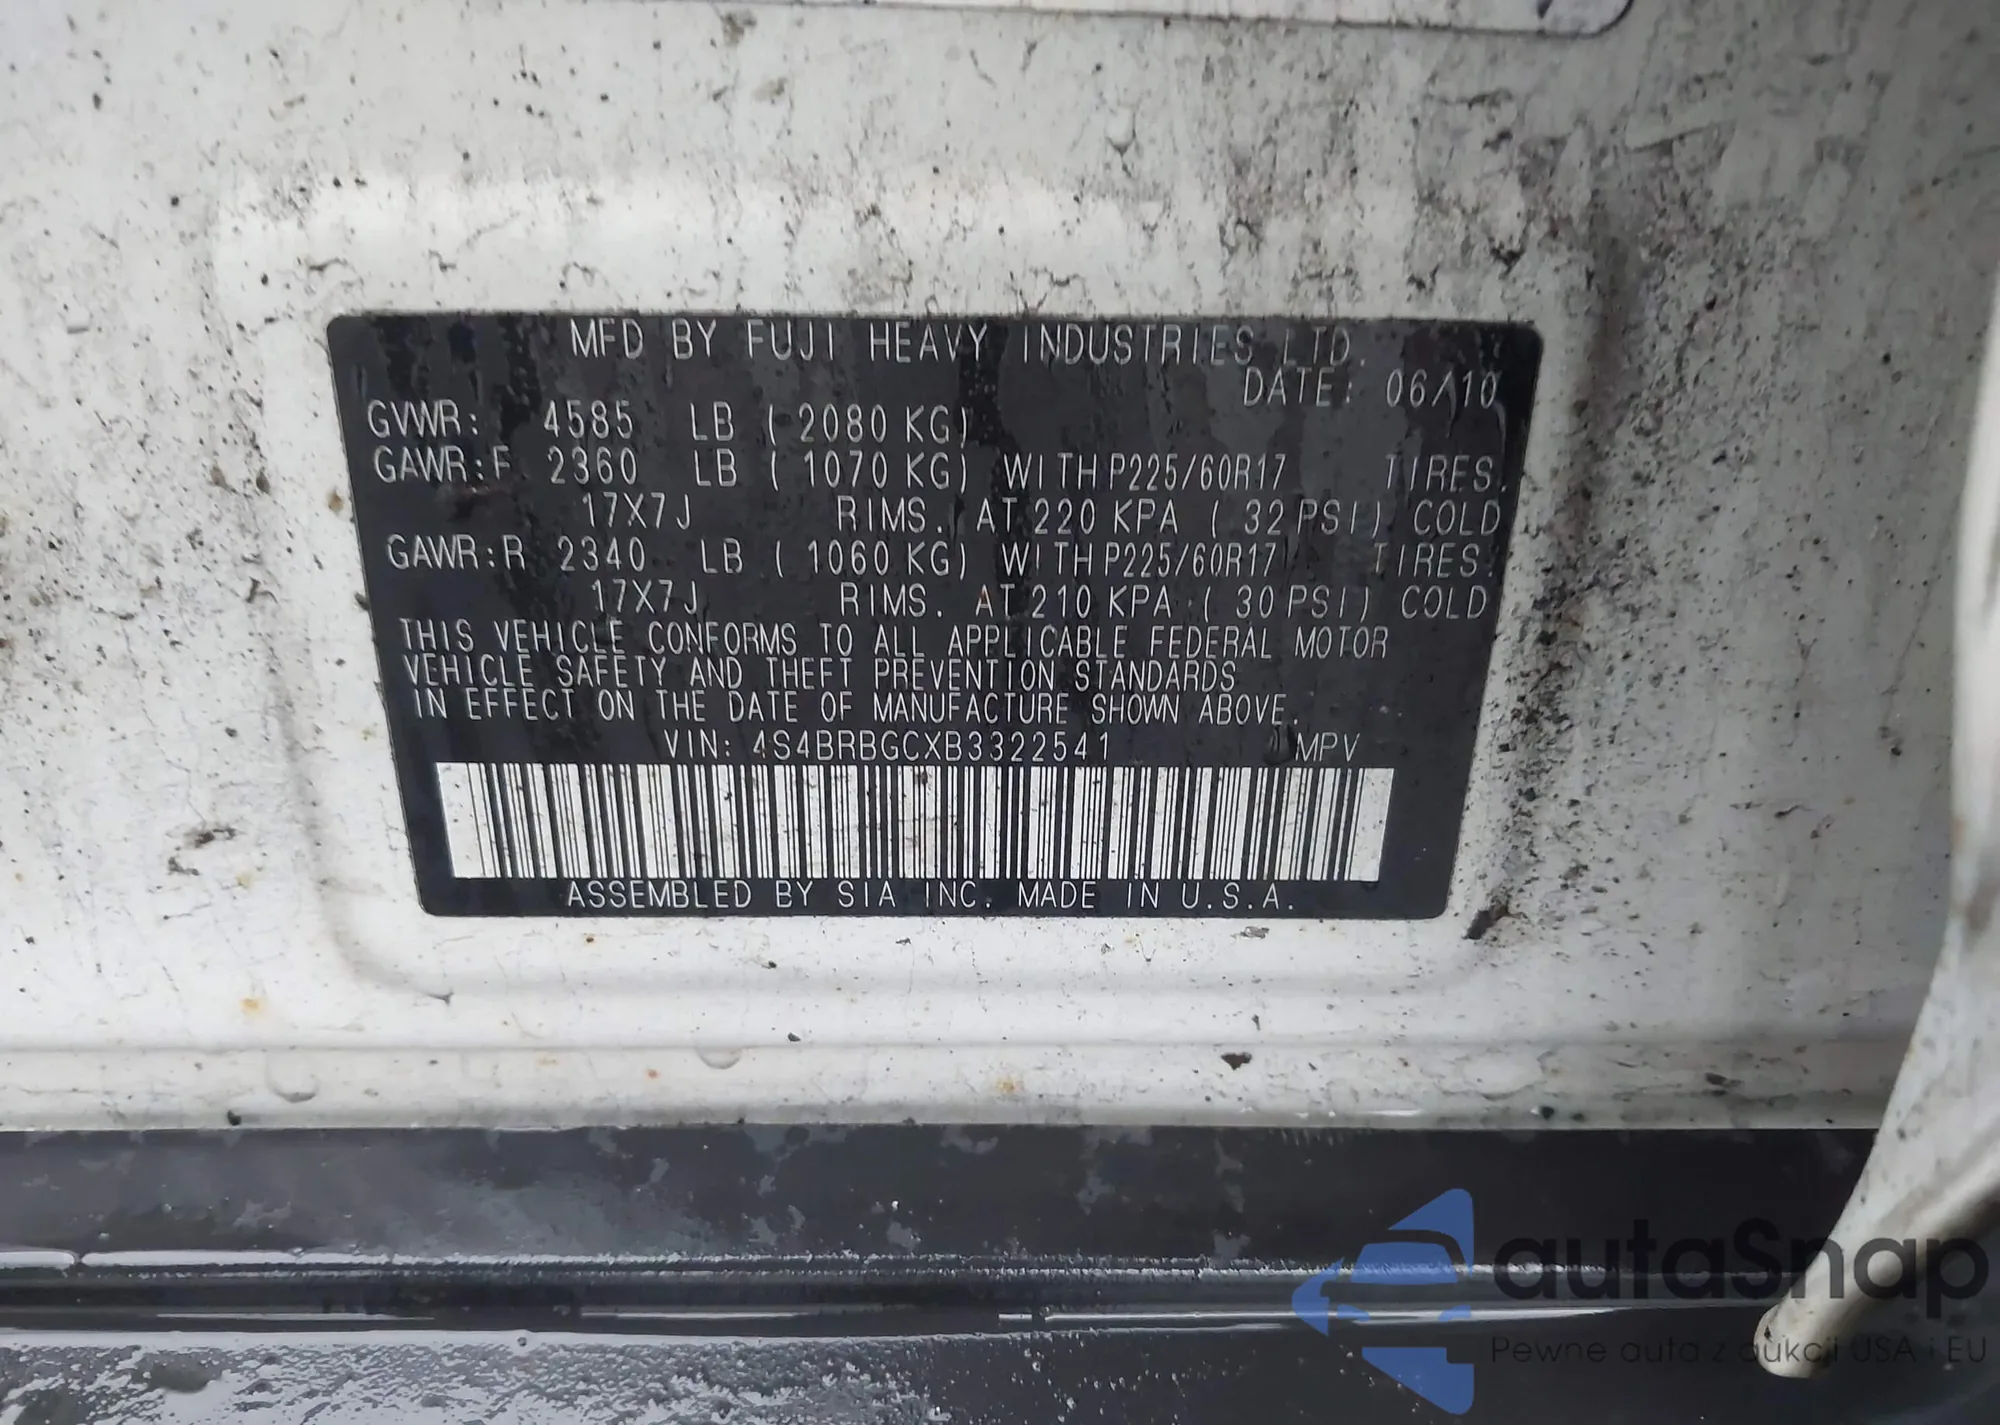 MFD BY FUJI HEAVY INDUSTRIES LTD.
DATE: 06/10
GVWR: 4585 LB ( 2080 KG)
GAWR:F 2360 LB ( 1070 KG) WITH P225/60R17 TIRES.
17X7J RIMS. AT 220 KPA ( 32 PSI) COLD
GAWR:R 2340 LB ( 1060 KG) WITH P225/60R17 TIRES.
17X7J RIMS. AT 210 KPA ( 30 PSI) COLD
THIS VEHICLE CONFORMS TO ALL APPLICABLE FEDERAL MOTOR
VEHICLE SAFETY AND THEFT PREVENTION STANDARDS
IN EFFECT ON THE DATE OF MANUFACTURE SHOWN ABOVE.
VIN: 4S4BRBGCXB3322541 MPV
ASSEMBLED BY SIA INC. MADE IN U.S.A.
autaSnap
Pewne auta z aukcji USA i EU